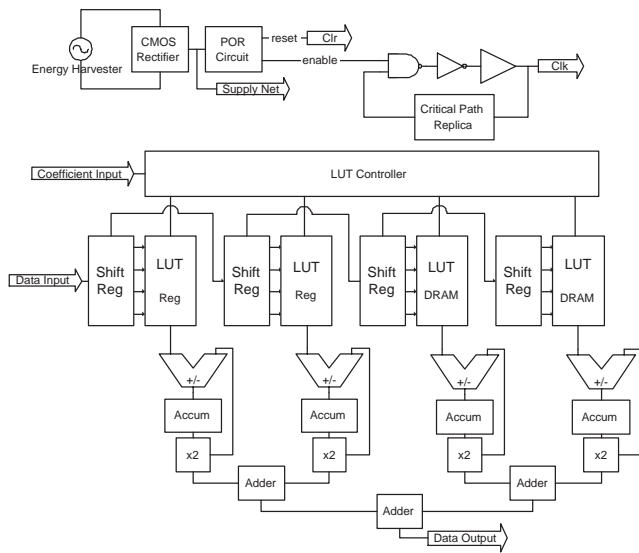 CMOS
Rectifier
POR
Circuit
reset
Clr
enable
Energy Harvester
Supply Net
Clk
Critical Path
Replica
Coefficient Input
LUT Controller
Data Input
Shift
Reg
LUT
Reg
Shift
Reg
LUT
Reg
Shift
Reg
LUT
DRAM
Shift
Reg
LUT
DRAM
+/-
+/-
+/-
+/-
Accum
Accum
Accum
Accum
x2
x2
x2
x2
Adder
Adder
Adder
Data Output